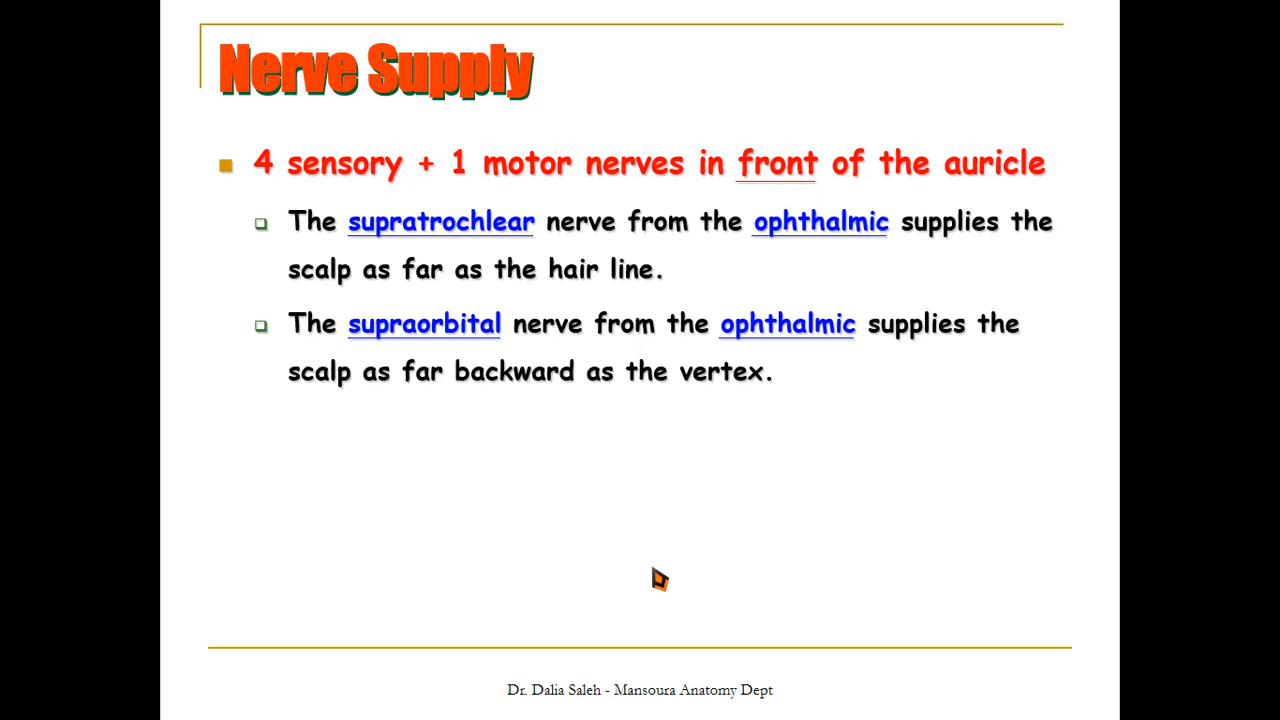 Nerve Supply
4 sensory + 1 motor nerves in front of the auricle
The supratrochlear nerve from the ophthalmic supplies the
scalp as far as the hair line.
The supraorbital nerve from the ophthalmic supplies the
scalp as far backward as the vertex.
Dr. Dalia Saleh - Mansoura Anatomy Dept